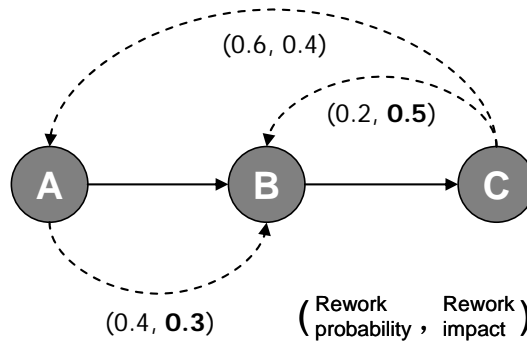 (0.6, 0.4)
(0.2, 0.5)
A
B
C
(0.4, 0.3)
(Rework probability, Rework impact)